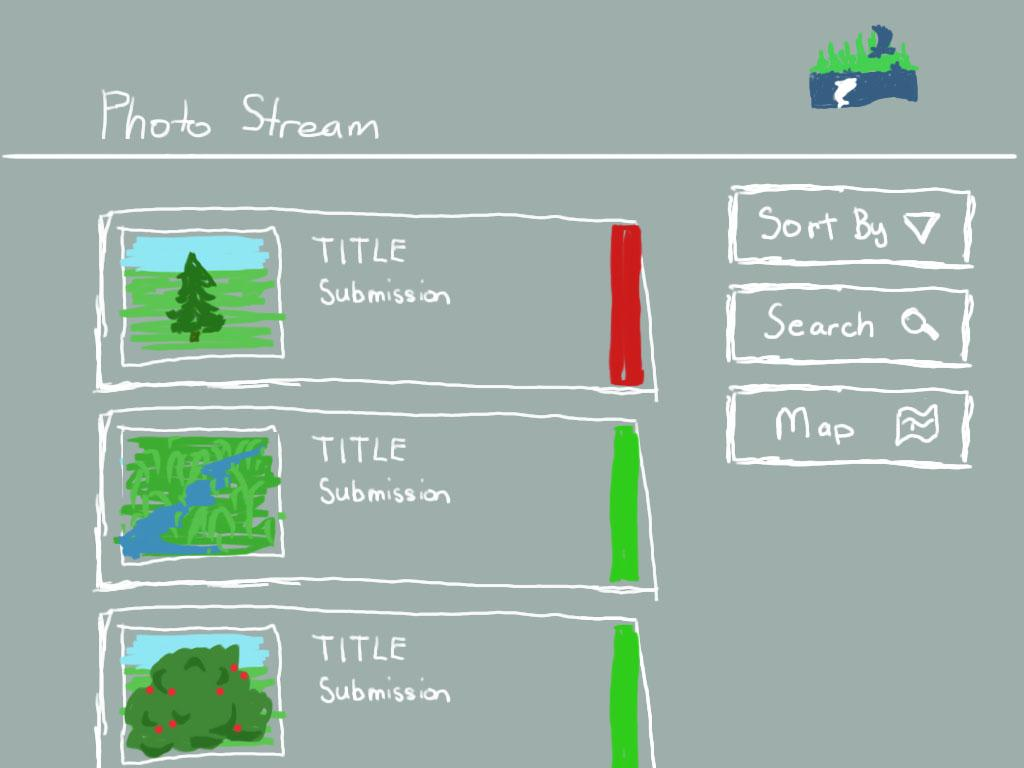 Photo Stream
TITLE
Submission
TITLE
Submission
TITLE
Submission
Sort By
Search
Map